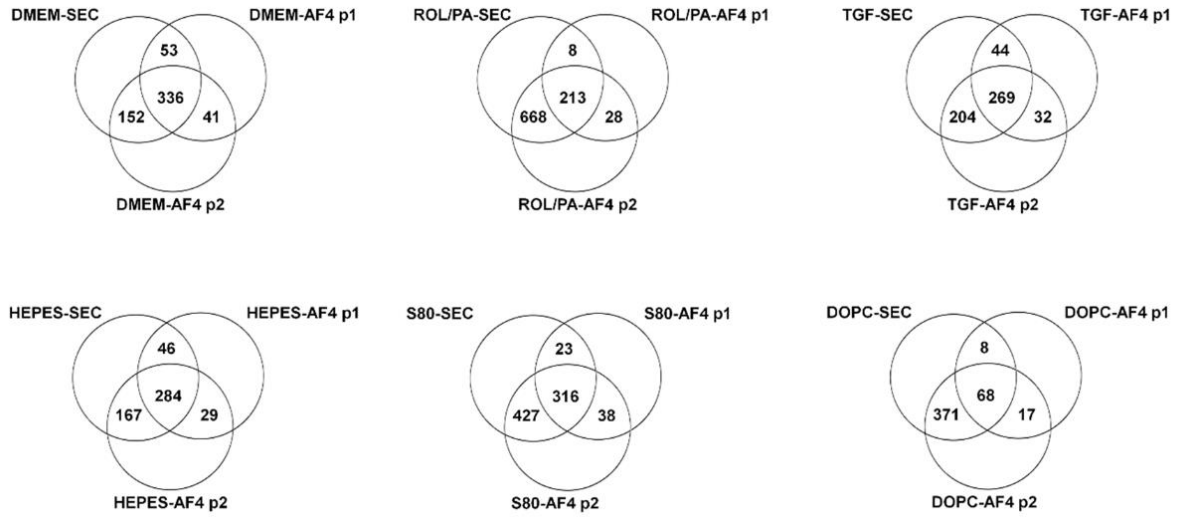 DMEM-SEC
DMEM-AF4 p1
53
336
152
41
DMEM-AF4 p2
ROL/PA-SEC
ROL/PA-AF4 p1
8
213
668
28
ROL/PA-AF4 p2
TGF-SEC
TGF-AF4 p1
44
269
204
32
TGF-AF4 p2
HEPES-SEC
HEPES-AF4 p1
46
284
167
29
HEPES-AF4 p2
S80-SEC
S80-AF4 p1
23
316
427
38
S80-AF4 p2
DOPC-SEC
DOPC-AF4 p1
8
68
371
17
DOPC-AF4 p2